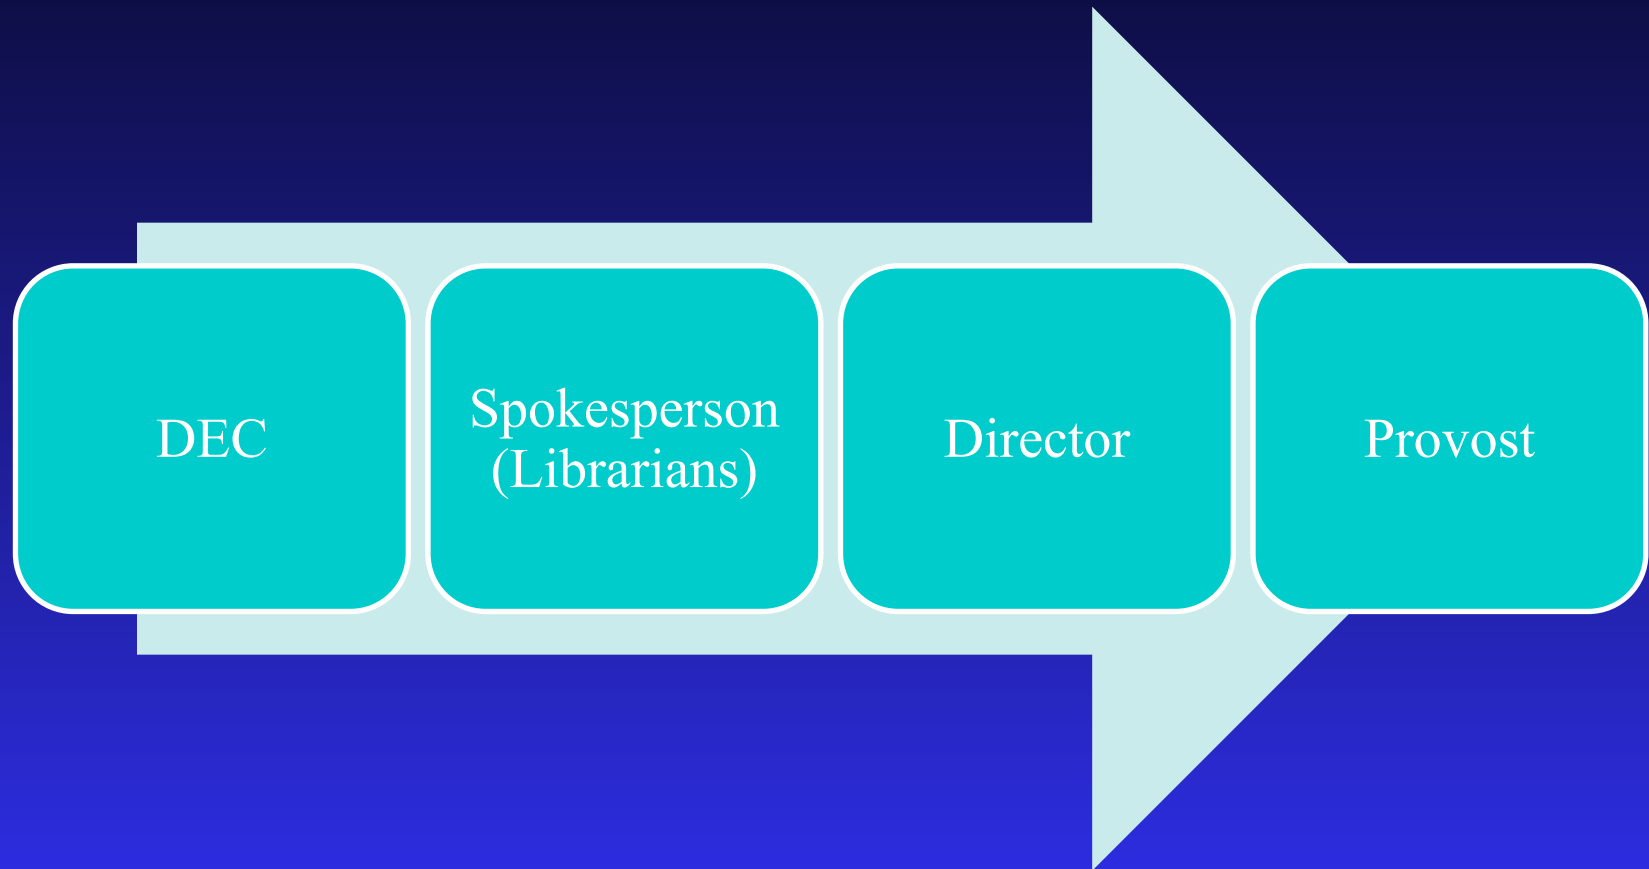 DEC
Spokesperson
(Librarians)
Director
Provost